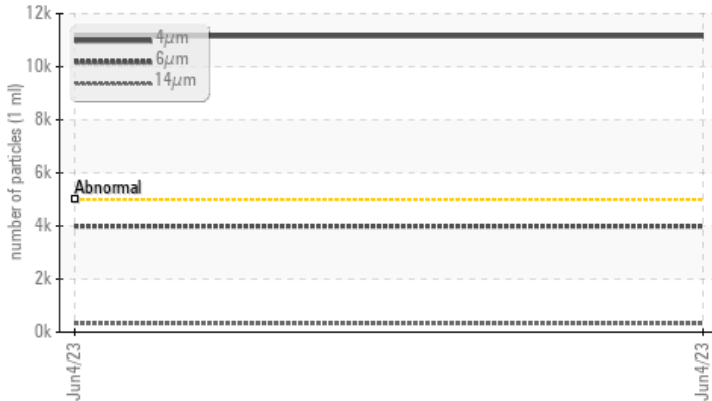 number of particles (1 ml)
12k
10k
8k
6k
4k
2k
0k
4µm
6µm
14µm
Abnormal
Jun4/23
Jun4/23